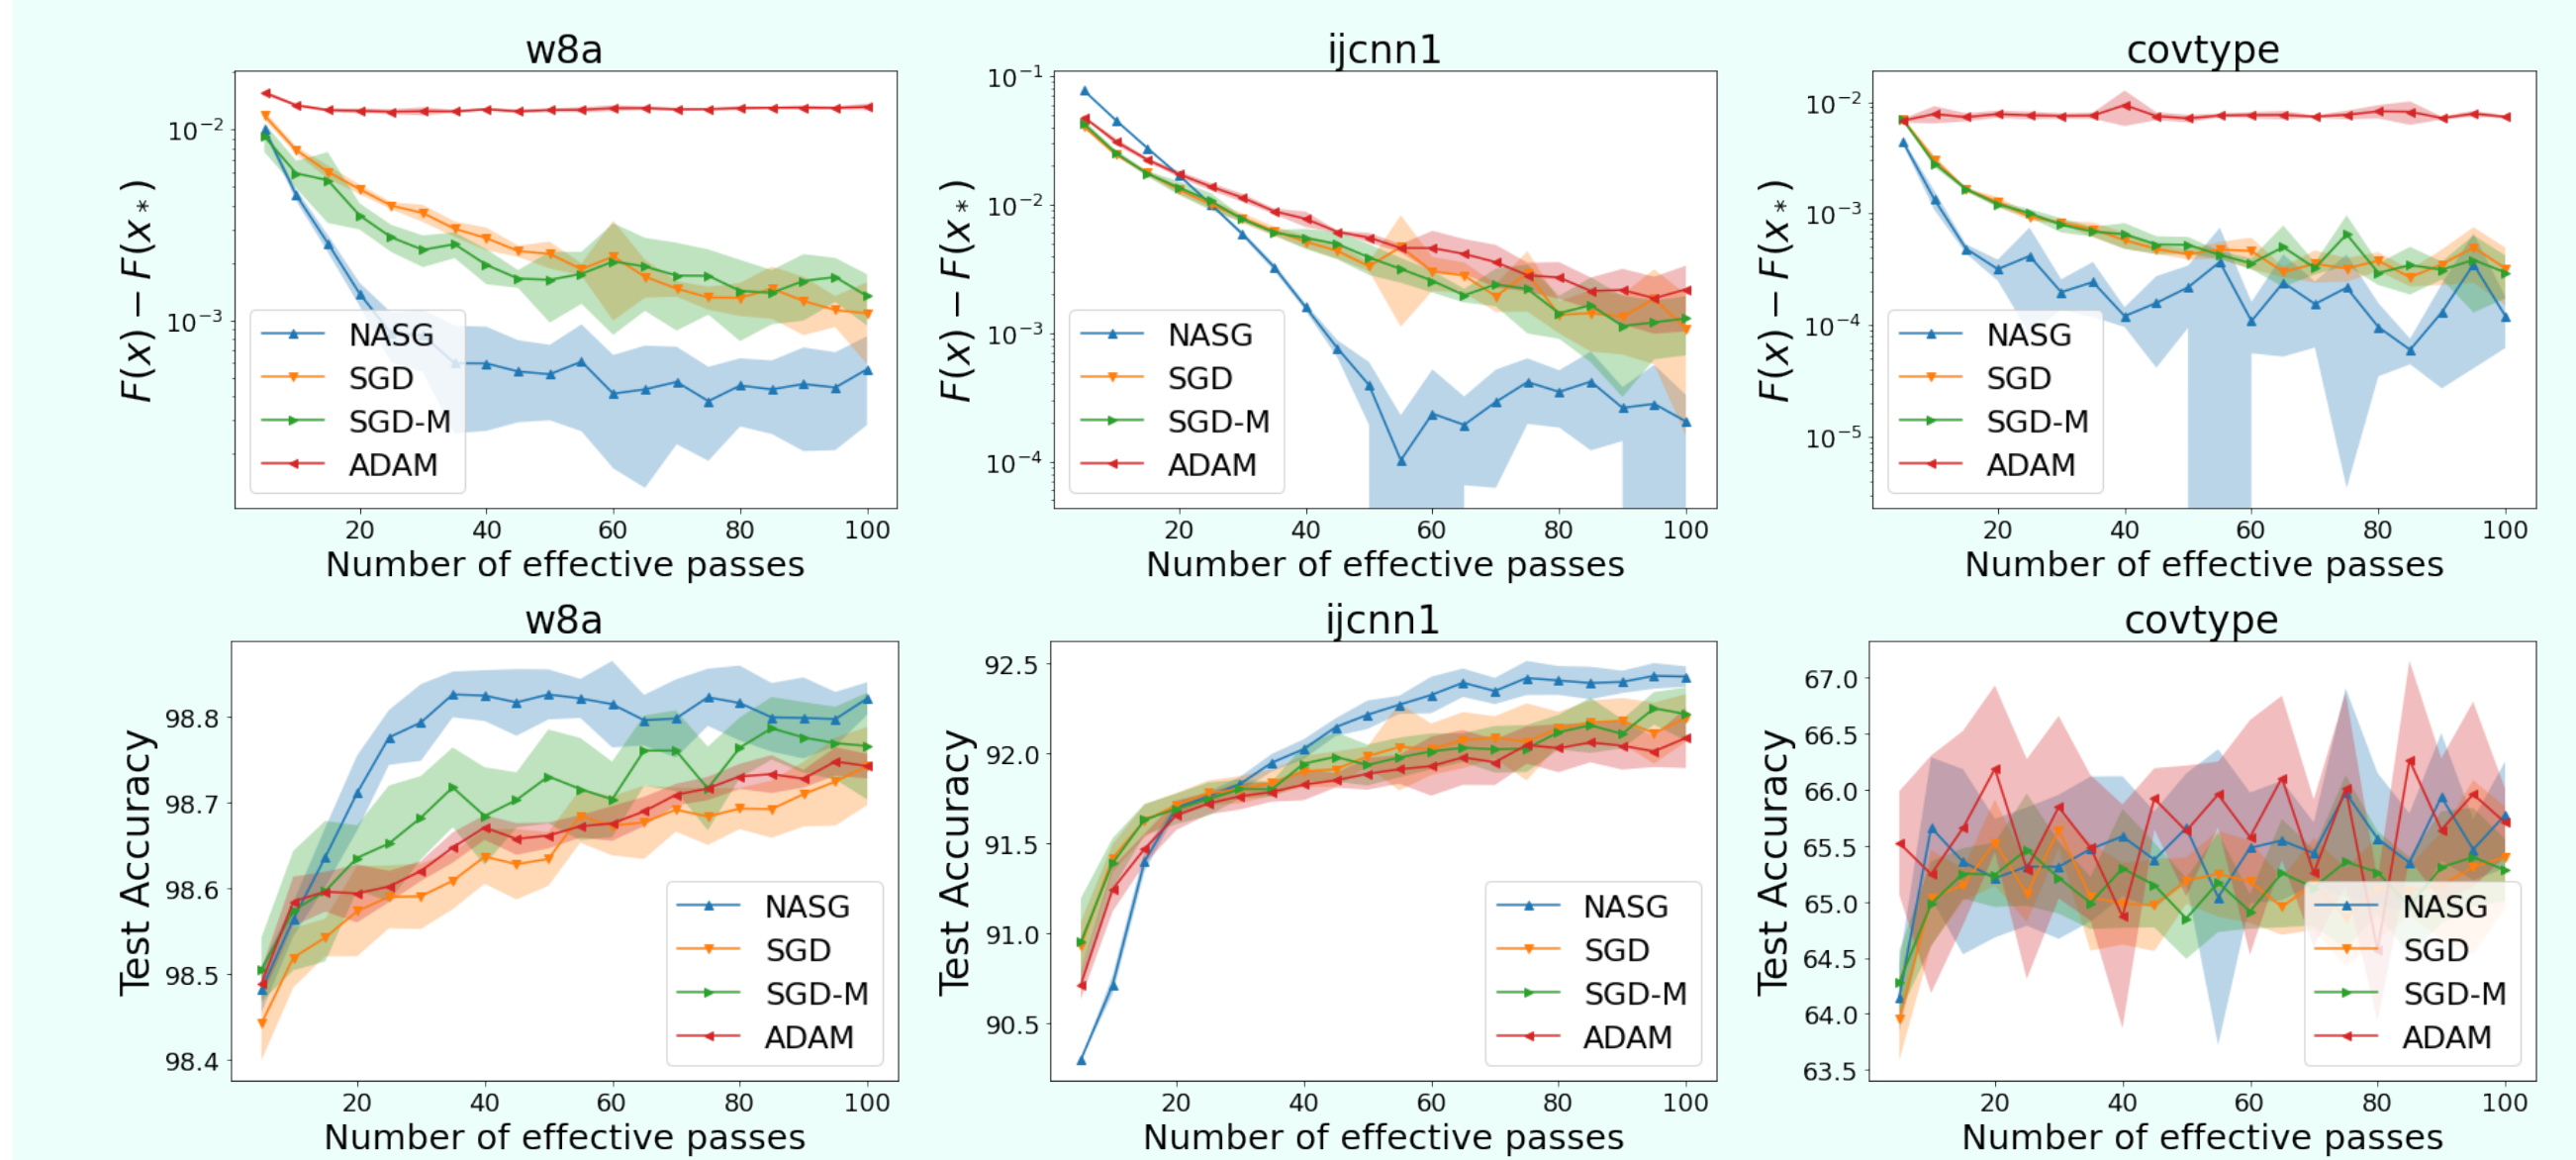 w8a
ijcnn1
covtype
F(x) − F(x*)
10⁻²
10⁻³
NASG
SGD
SGD-M
ADAM
20 40 60 80 100
Number of effective passes
F(x) − F(x*)
10⁻¹
10⁻²
10⁻³
10⁻⁴
NASG
SGD
SGD-M
ADAM
20 40 60 80 100
Number of effective passes
F(x) − F(x*)
10⁻²
10⁻³
10⁻⁴
10⁻⁵
NASG
SGD
SGD-M
ADAM
20 40 60 80 100
Number of effective passes
w8a
ijcnn1
covtype
Test Accuracy
98.8
98.7
98.6
98.5
98.4
NASG
SGD
SGD-M
ADAM
20 40 60 80 100
Number of effective passes
Test Accuracy
92.5
92.0
91.5
91.0
90.5
NASG
SGD
SGD-M
ADAM
20 40 60 80 100
Number of effective passes
Test Accuracy
67.0
66.5
66.0
65.5
65.0
64.5
64.0
63.5
NASG
SGD
SGD-M
ADAM
20 40 60 80 100
Number of effective passes